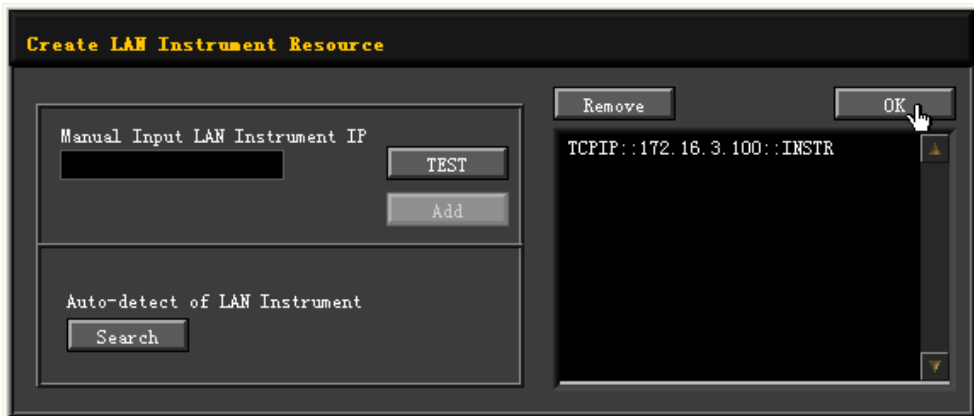 Create LAN Instrument Resource
Manual Input LAN Instrument IP
TEST
Add
Auto-detect of LAN Instrument
Search
Remove
OK
TCPIP::172.16.3.100::INSTR